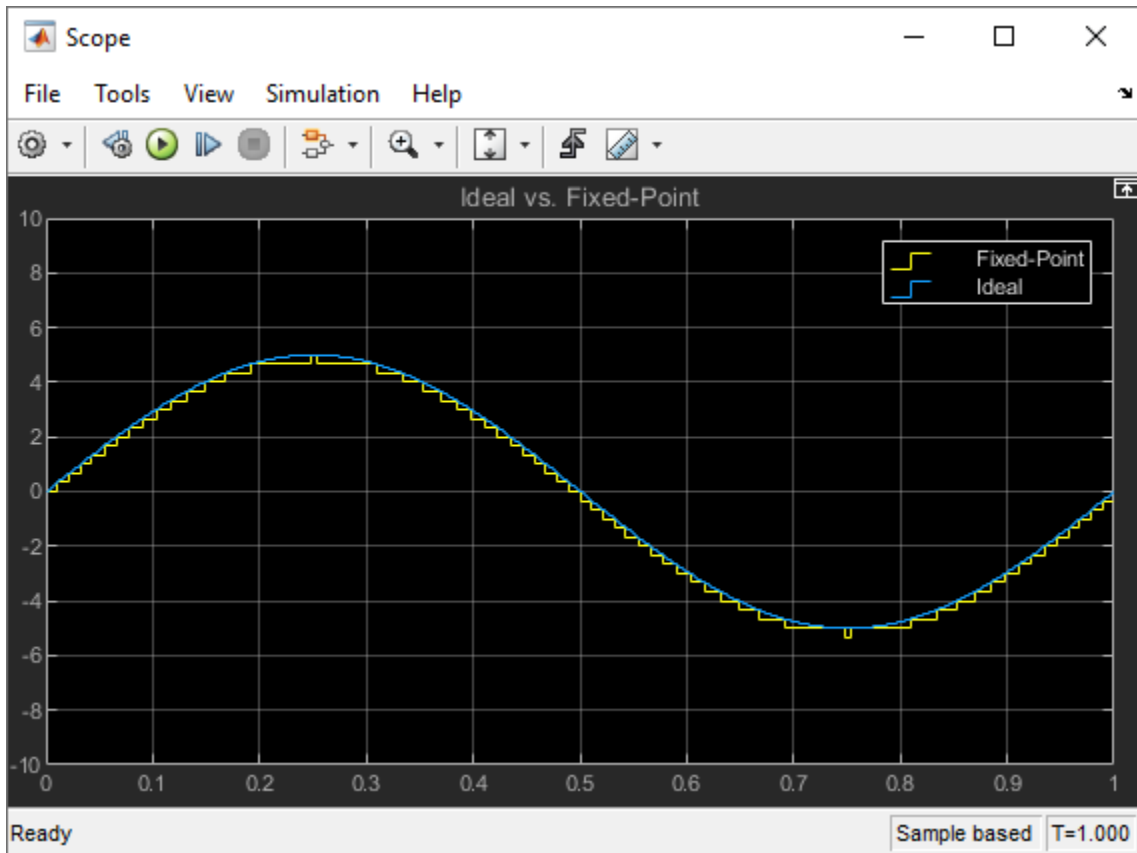 Scope
File Tools View Simulation Help
Ideal vs. Fixed-Point
Fixed-Point
Ideal
10
8
6
4
2
0
-2
-4
-6
-8
-10
0 0.1 0.2 0.3 0.4 0.5 0.6 0.7 0.8 0.9 1
Ready Sample based T=1.000